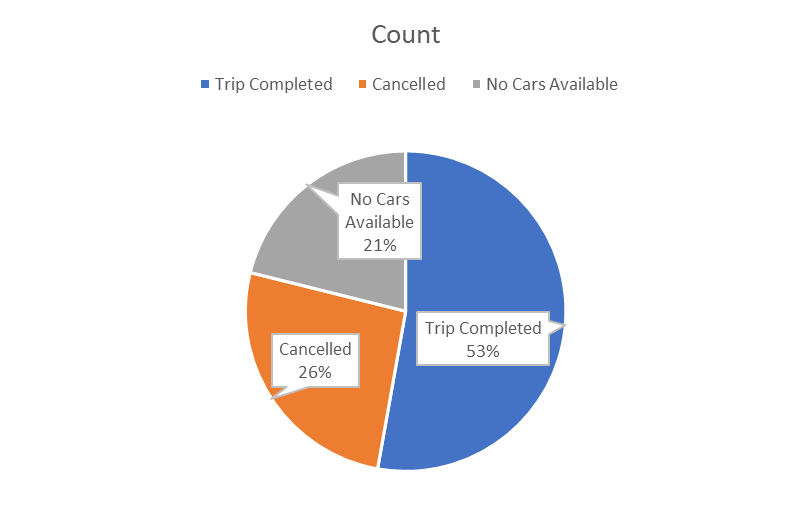 Count
Trip Completed
Cancelled
No Cars Available
No Cars
Available
21%
Trip Completed
53%
Cancelled
26%